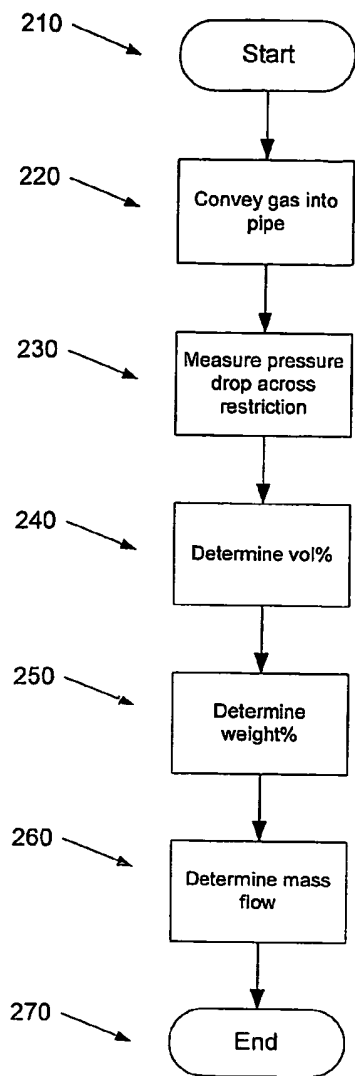 210
Start
220
Convey gas into
pipe
230
Measure pressure
drop across
restriction
240
Determine vol%
250
Determine
weight%
260
Determine mass
flow
270
End